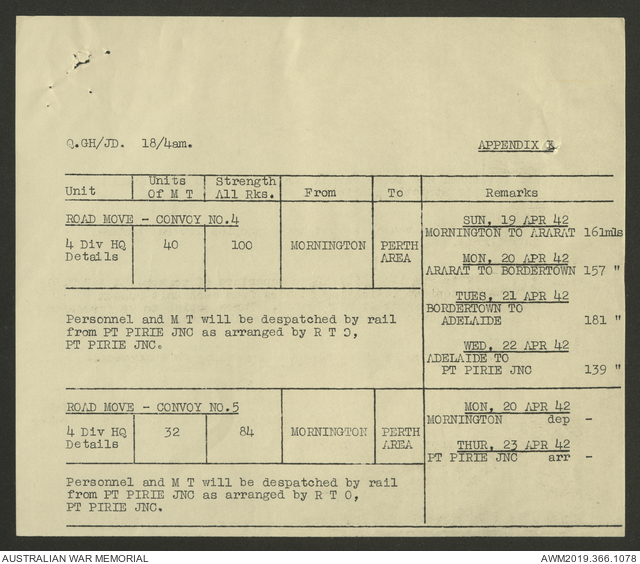 Q.GH/JD. 18/4am. APPENDIX
Unit Units Of M T Strength All Rks. From To Remarks
ROAD MOVE - CONVOY NO.4
4 Div HQ Details 40 100 MORNINGTON PERTH AREA
SUN, 19 APR 42
MORNINGTON TO ARARAT 161mls
MON, 20 APR 42
ARARAT TO BORDERTOWN 157 "
TUES, 21 APR 42
BORDERTOWN TO
ADELAIDE 181 "
WED, 22 APR 42
ADELAIDE TO
PT PIRIE JNC 139 "
Personnel and M T will be despatched by rail
from PT PIRIE JNC as arranged by R T O,
PT PIRIE JNC.
ROAD MOVE - CONVOY NO.5
4 Div HQ Details 32 84 MORNINGTON PERTH AREA
MON, 20 APR 42
MORNINGTON dep -
THUR, 23 APR 42
PT PIRIE JNC arr -
Personnel and M T will be despatched by rail
from PT PIRIE JNC as arranged by R T O,
PT PIRIE JNC.
AUSTRALIAN WAR MEMORIAL AWM2019.366.1078